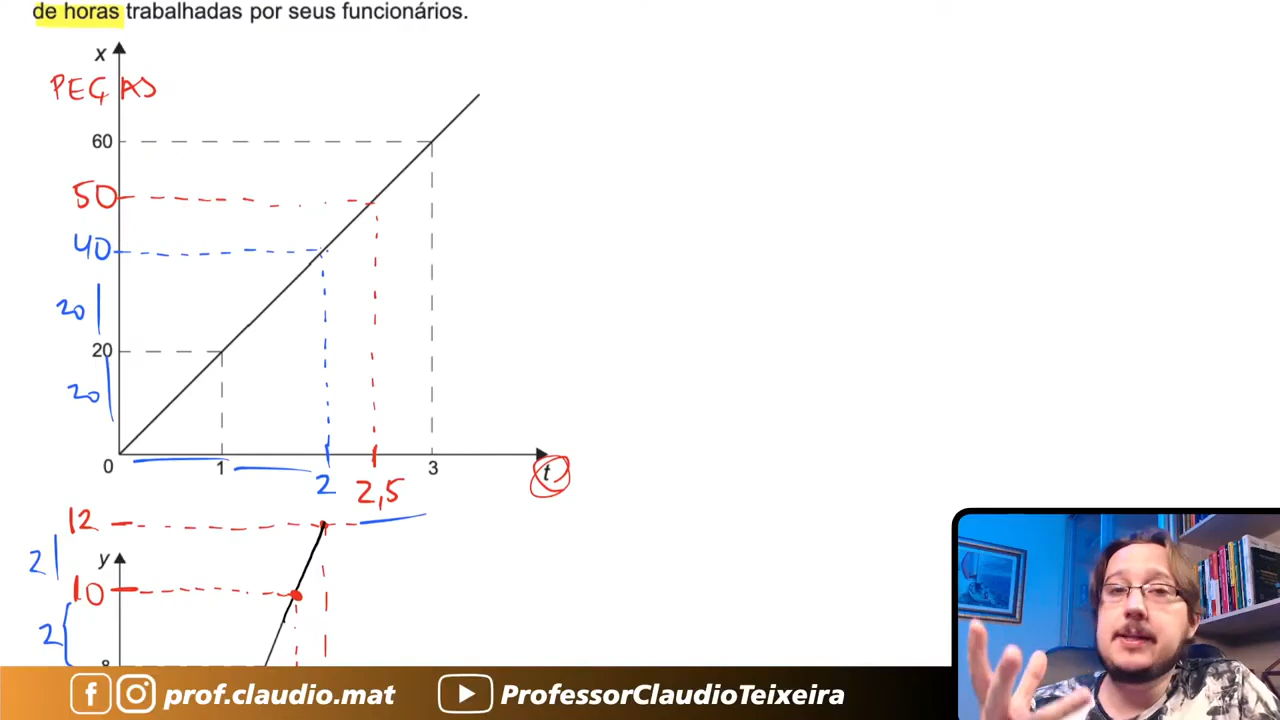 de horas trabalhadas por seus funcionários.
x
PEÇAS
60
50
40
20
20
20
0 1 3 t
2 2,5
12
y
2
10
2
8
prof.claudio.mat ProfessorClaudioTeixeira